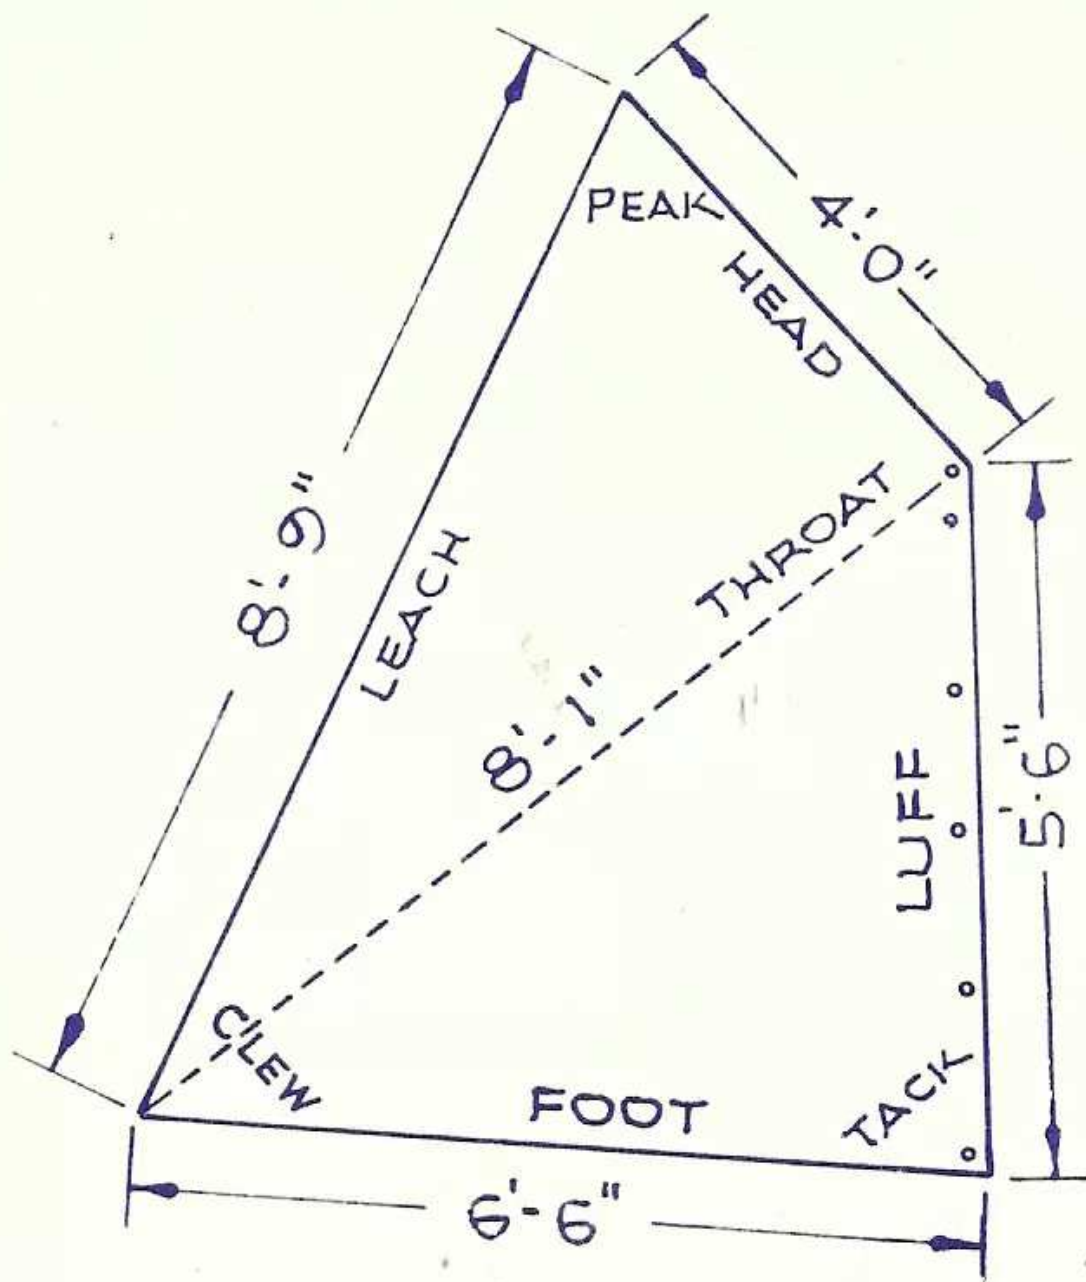 PEAK
4'-0"
HEAD
8'-9"
LEACH
THROAT
8'-1"
LUFF
5'-6"
CLEW
FOOT
TACK
6'-6"